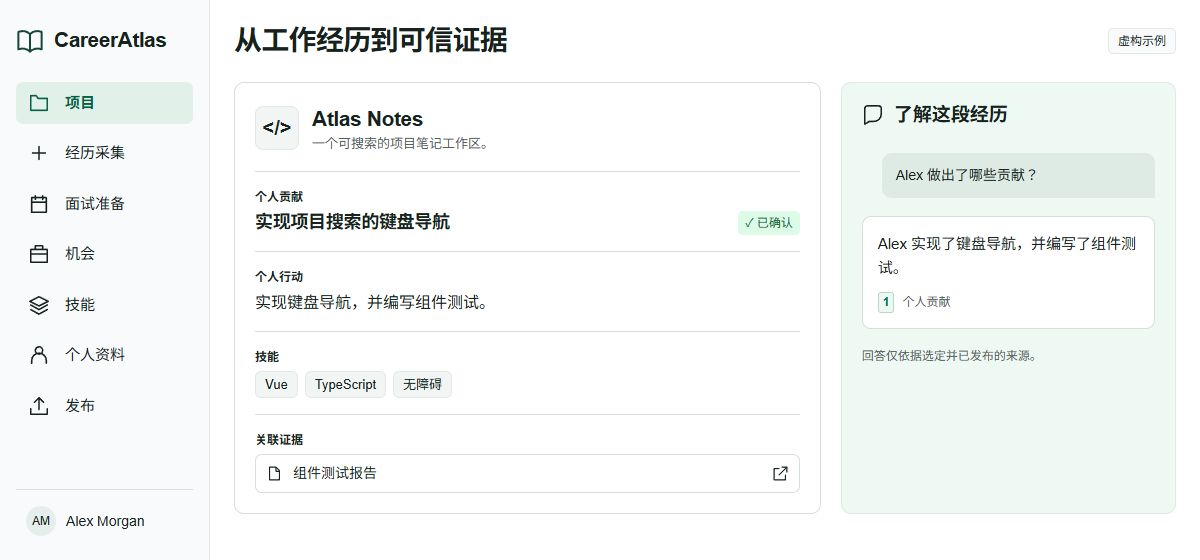 CareerAtlas
项目
经历采集
面试准备
机会
技能
个人资料
发布
AM
Alex Morgan
从工作经历到可信证据
虚构示例
</>
Atlas Notes
一个可搜索的项目笔记工作区。
个人贡献
实现项目搜索的键盘导航
✓ 已确认
个人行动
实现键盘导航，并编写组件测试。
技能
Vue
TypeScript
无障碍
关联证据
组件测试报告
了解这段经历
Alex 做出了哪些贡献？
Alex 实现了键盘导航，并编写了组件测
试。
1 个人贡献
回答仅依据选定并已发布的来源。